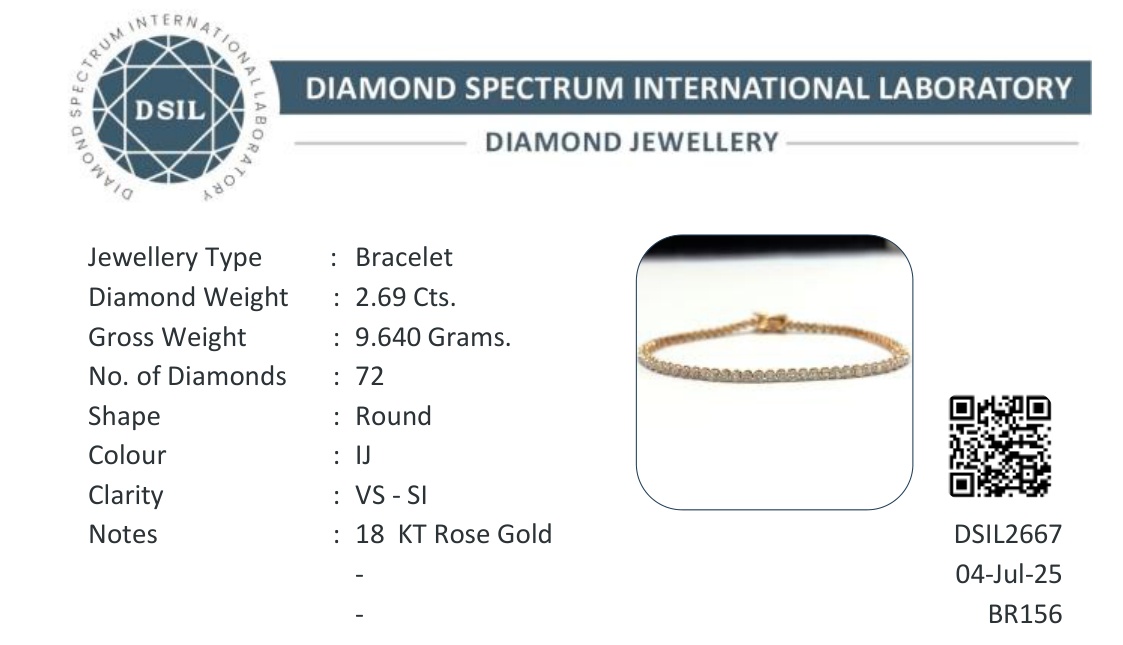 DIAMOND SPECTRUM INTERNATIONAL LABORATORY
DSIL
DIAMOND SPECTRUM INTERNATIONAL LABORATORY
DIAMOND JEWELLERY
Jewellery Type : Bracelet
Diamond Weight : 2.69 Cts.
Gross Weight : 9.640 Grams.
No. of Diamonds : 72
Shape : Round
Colour : IJ
Clarity : VS - SI
Notes : 18 KT Rose Gold
-
-
DSIL2667
04-Jul-25
BR156